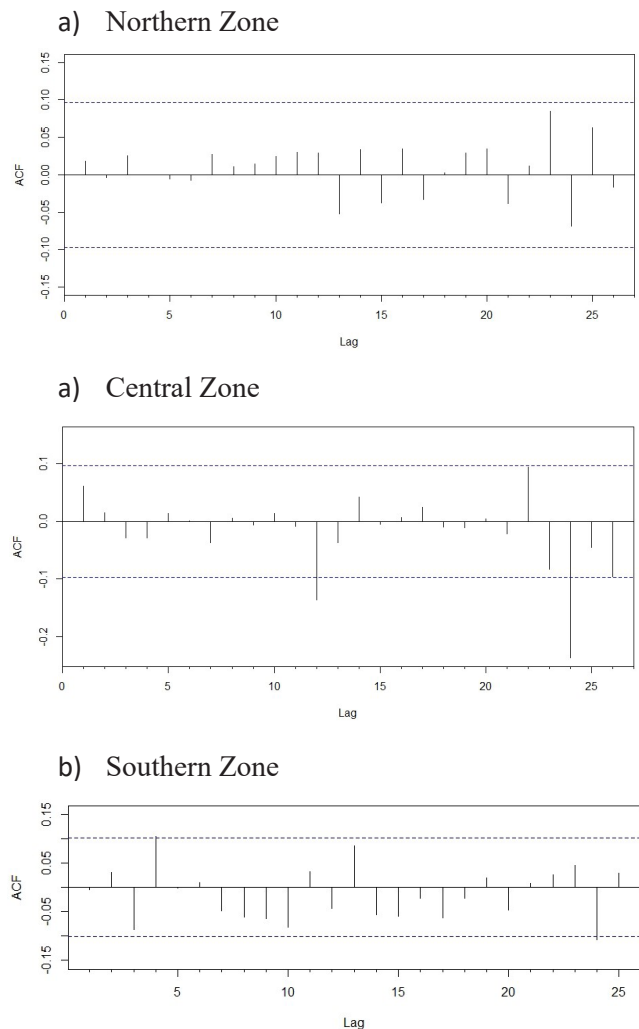 a) Northern Zone
0.15
0.10
0.05
0.00
-0.05
-0.10
-0.15
ACF
0 5 10 15 20 25
Lag
a) Central Zone
0.1
0.0
-0.1
-0.2
ACF
0 5 10 15 20 25
Lag
b) Southern Zone
0.15
0.05
-0.05
-0.15
ACF
5 10 15 20 25
Lag